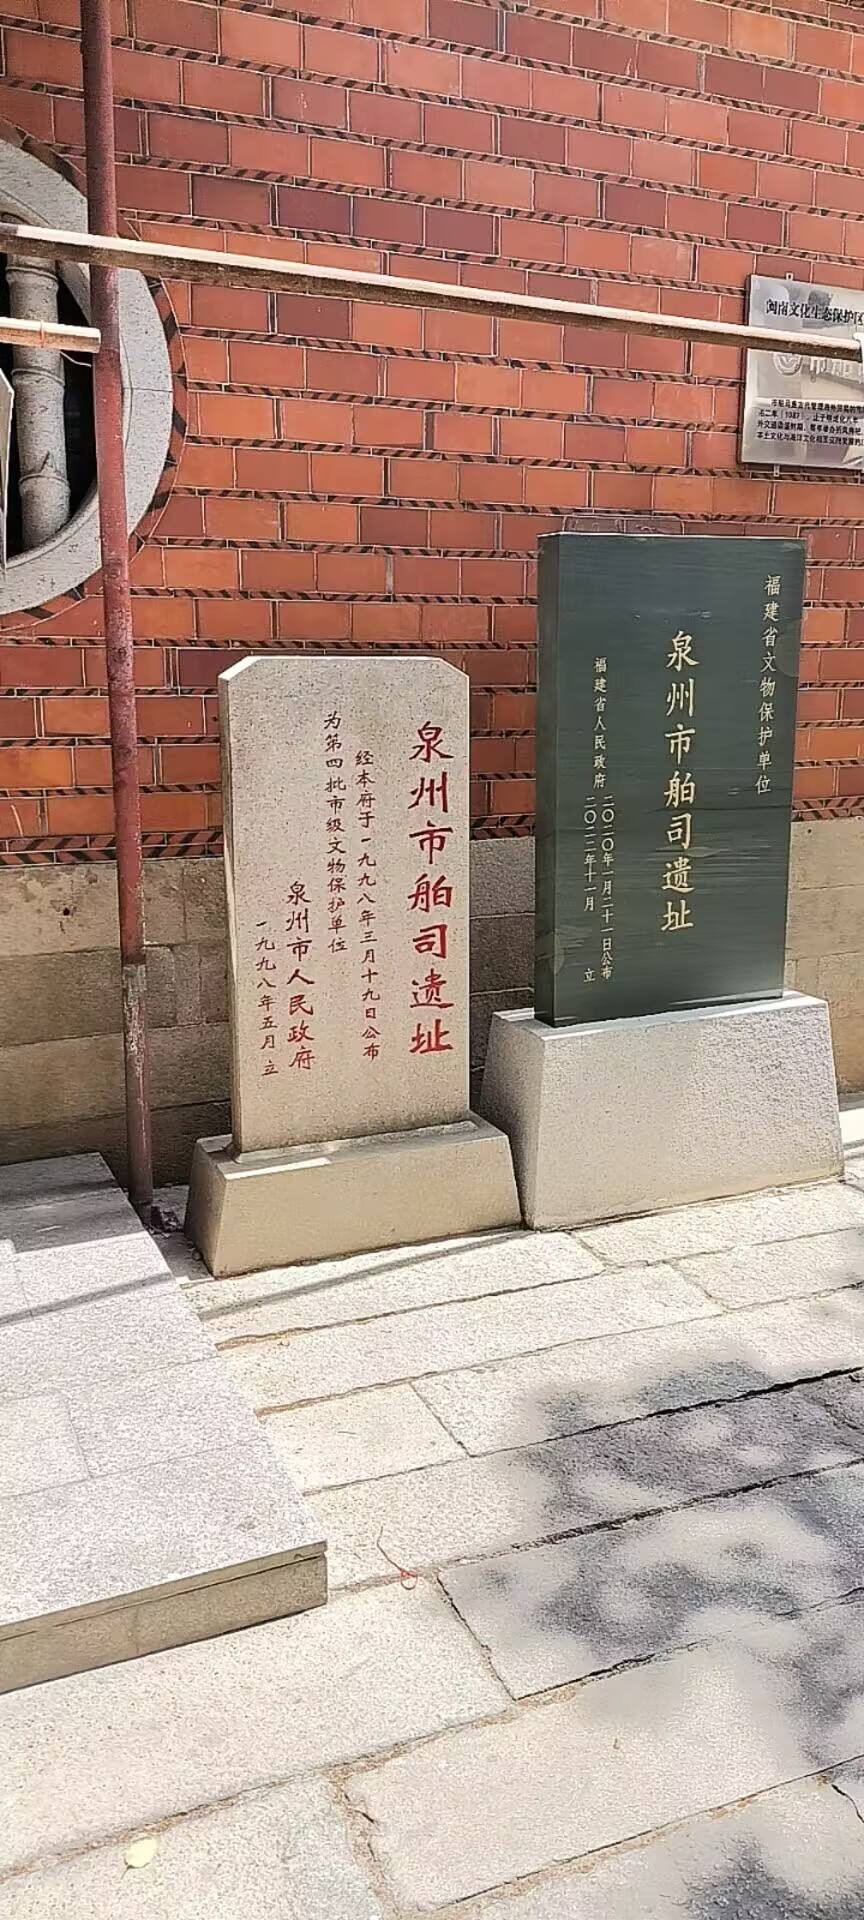 泉州市舶司遗址
经本府于一九九八年三月十九日公布
为第四批市级文物保护单位
泉州市人民政府
一九九八年五月 立
福建省文物保护单位
泉州市舶司遗址
福建省人民政府 二〇二〇年一月二十一日公布
二〇二二年十一月 立
闽南文化生态保护区